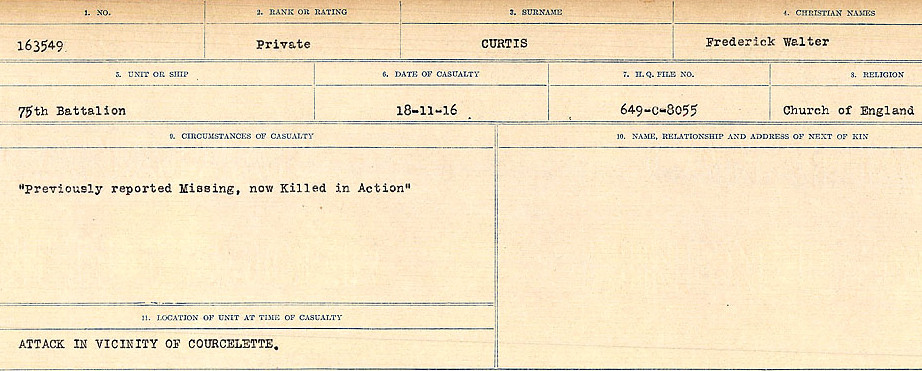 1. NO. 2. RANK OR RATING 3. SURNAME 4. CHRISTIAN NAMES
163549 Private CURTIS Frederick Walter
5. UNIT OR SHIP 6. DATE OF CASUALTY 7. H.Q. FILE NO. 8. RELIGION
75th Battalion 18-11-16 649-C-8055 Church of England
9. CIRCUMSTANCES OF CASUALTY 10. NAME, RELATIONSHIP AND ADDRESS OF NEXT OF KIN
"Previously reported Missing, now Killed in Action"
11. LOCATION OF UNIT AT TIME OF CASUALTY
ATTACK IN VICINITY OF COURCELETTE.